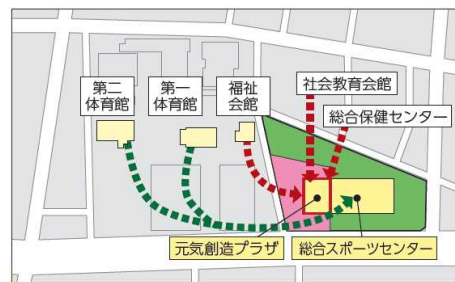 第二
体育館
第一
体育館
福祉
会館
社会教育会館
総合保健センター
元気創造プラザ
総合スポーツセンター